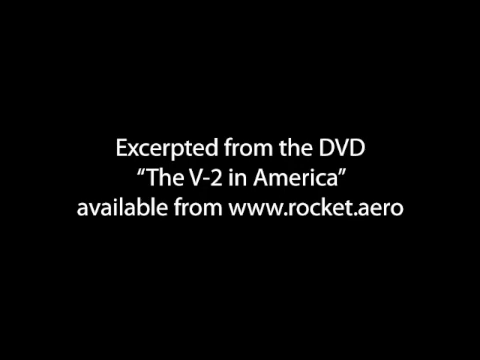 Excerpted from the DVD
“The V-2 in America”
available from www.rocket.aero